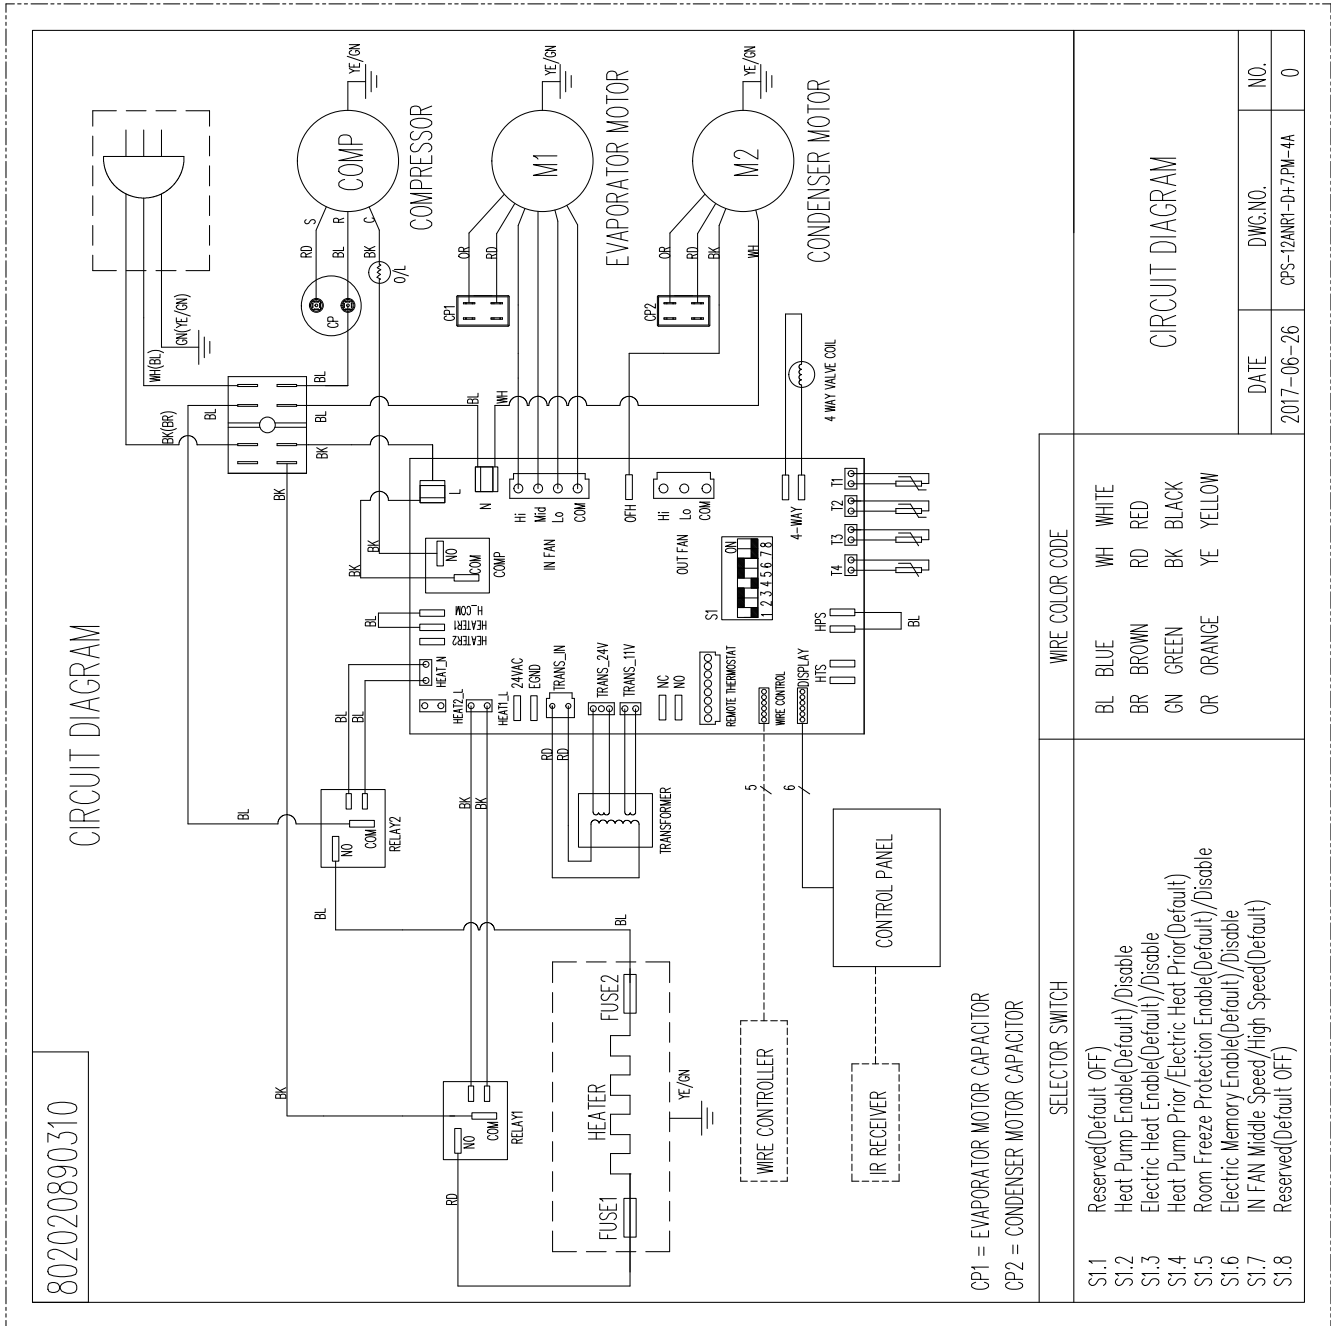 8020208903​10
CIRCUIT DIAGRAM
WH(BL)
GN(YE/GN)
BK(BR)
BL
BL
BL
BK
BK
YE/GN
COMP
COMPRESSOR
S
R
C
RD
BL
BK
CP
O/L
YE/GN
M1
EVAPORATOR MOTOR
OR
RD
CP1
YE/GN
M2
CONDENSER MOTOR
OR
RD
BK
WH
CP2
4 WAY VALVE COIL
BL
WH
L
N
BK
BK
NO
COM
COMP
Hi
Mid
Lo
COM
IN FAN
OFH
Hi
Lo
COM
OUT FAN
4-WAY
T1
T2
T3
T4
S1
ON
1 2 3 4 5 6 7 8
BL
H_COM
HEATER1
HEATER2
HEAT_N
HEAT2_L
HEAT1_L
24VAC
EGND
TRANS_IN
TRANS_24V
TRANS_11V
NC
NO
REMOTE THERMOSTAT
WIRE CONTROL
DISPLAY
HTS
HPS
BL
BL
BL
BL
NO
COM
RELAY2
BK
BK
RD
RD
TRANSFORMER
5
6
BL
BL
BK
NO
COM
RELAY1
RD
FUSE1
HEATER
FUSE2
YE/GN
WIRE CONTROLLER
IR RECEIVER
CONTROL PANEL
CP1 = EVAPORATOR MOTOR CAPACITOR
CP2 = CONDENSER MOTOR CAPACITOR
SELECTOR SWITCH
S1.1 Reserved(Default OFF)
S1.2 Heat Pump Enable(Default)/Disable
S1.3 Electric Heat Enable(Default)/Disable
S1.4 Heat Pump Prior/Electric Heat Prior(Default)
S1.5 Room Freeze Protection Enable(Default)/Disable
S1.6 Electric Memory Enable(Default)/Disable
S1.7 IN FAN Middle Speed/High Speed(Default)
S1.8 Reserved(Default OFF)
WIRE COLOR CODE
BL BLUE WH WHITE
BR BROWN RD RED
GN GREEN BK BLACK
OR ORANGE YE YELLOW
CIRCUIT DIAGRAM
DATE DWG.NO. NO.
2017-06-26 CPS-12ANR1-D+7.PM-4A 0